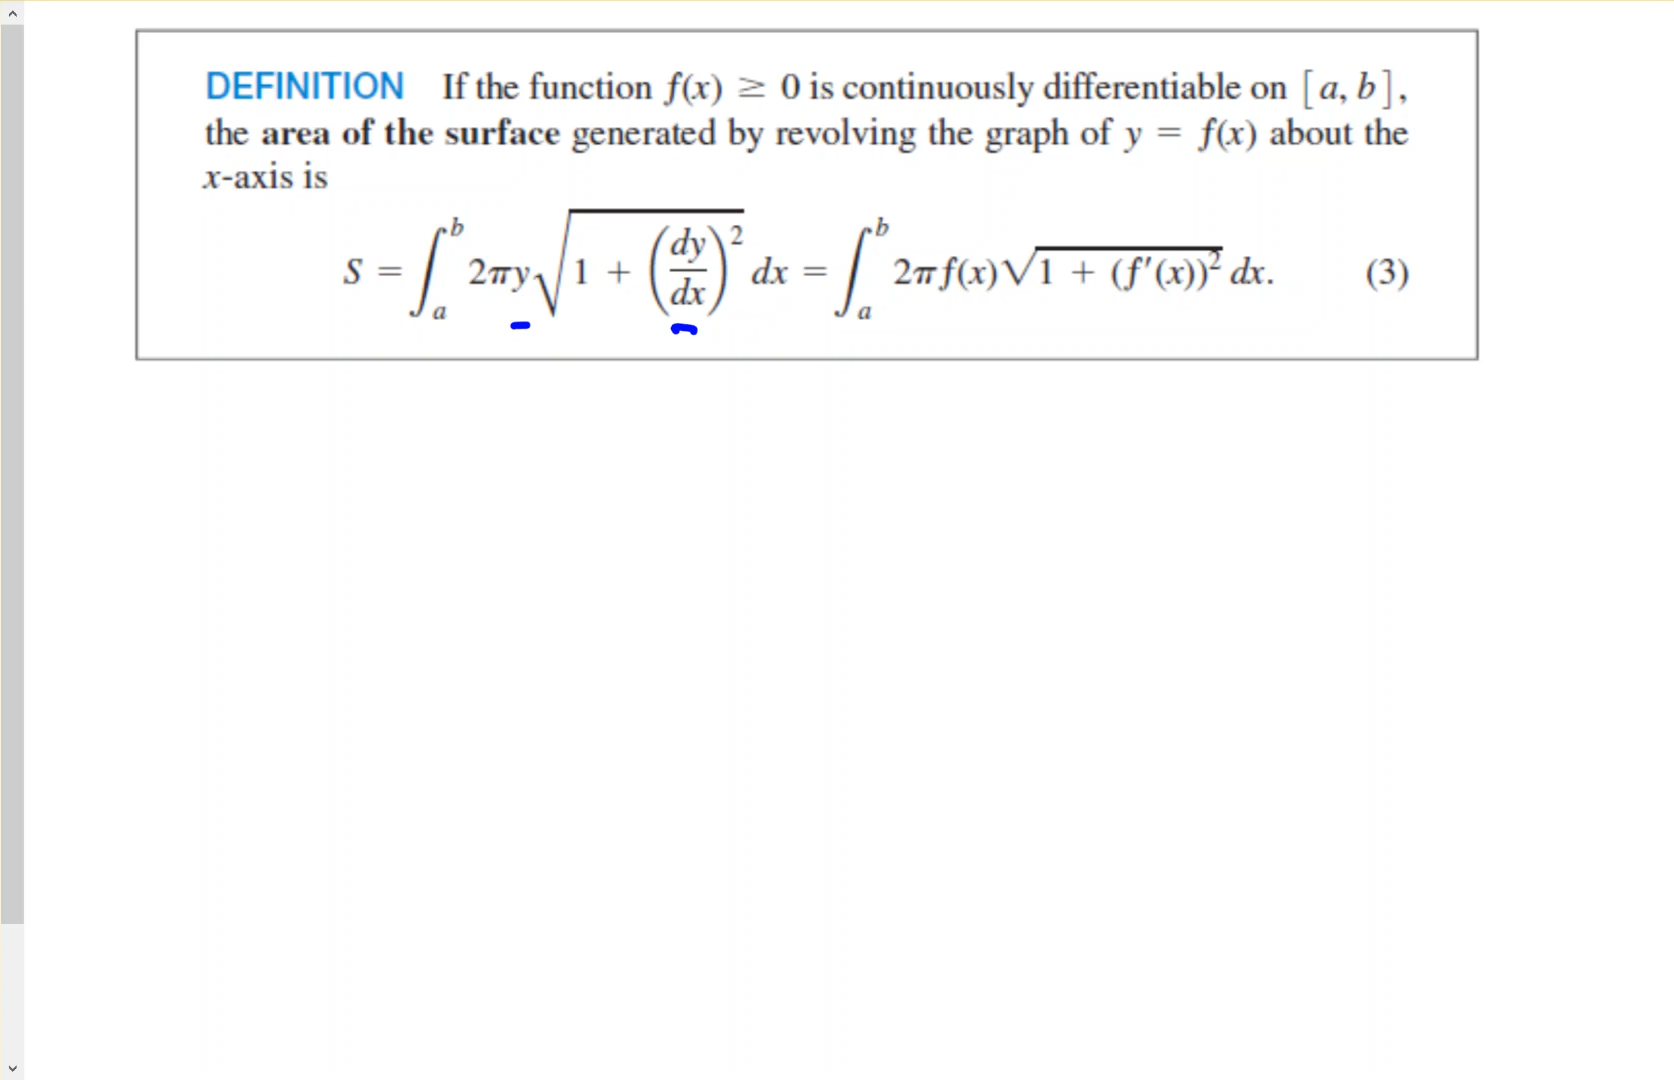 DEFINITION If the function f(x) ≥ 0 is continuously differentiable on [a, b],
the area of the surface generated by revolving the graph of y = f(x) about the
x-axis is
S = ∫_a^b 2πy √(1 + (dy/dx)²) dx = ∫_a^b 2πf(x)√(1 + (f′(x))²) dx. (3)